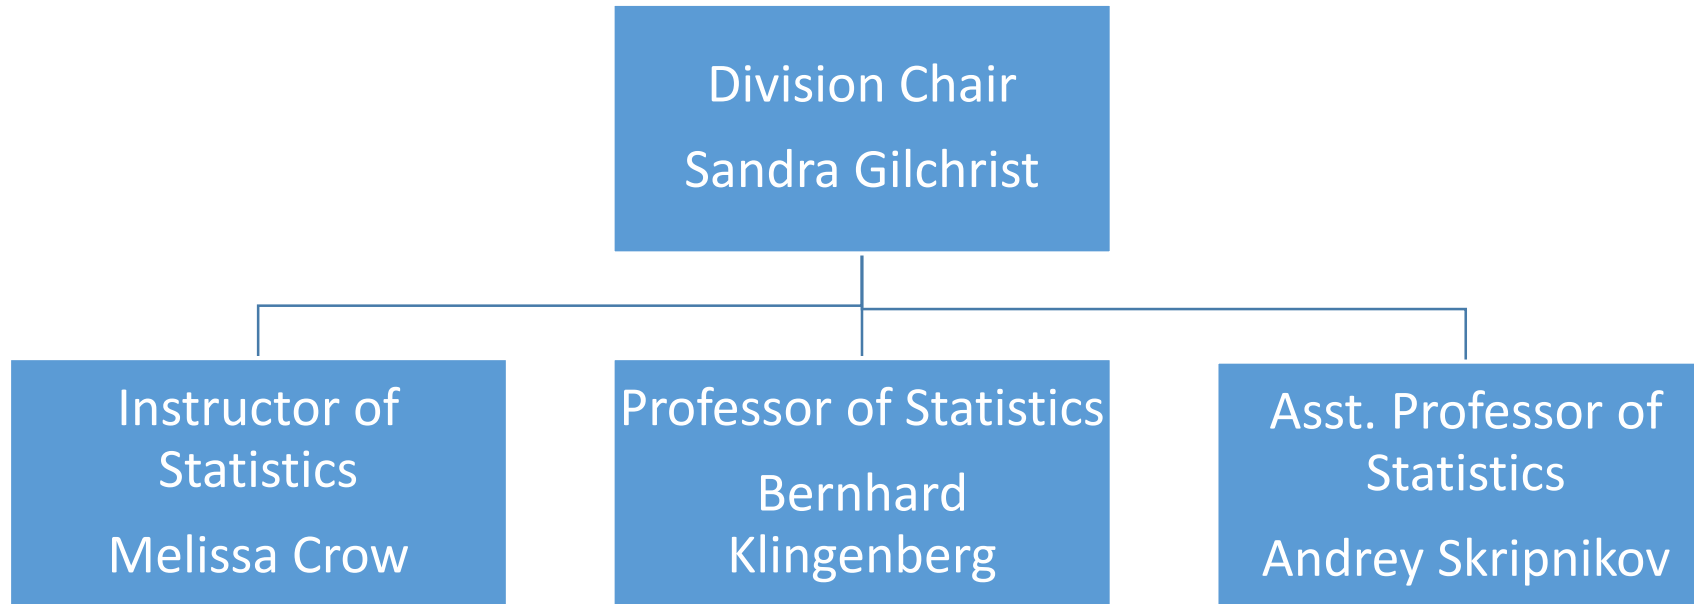 Division Chair
Sandra Gilchrist
Instructor of
Statistics
Melissa Crow
Professor of Statistics
Bernhard
Klingenberg
Asst. Professor of
Statistics
Andrey Skripnikov